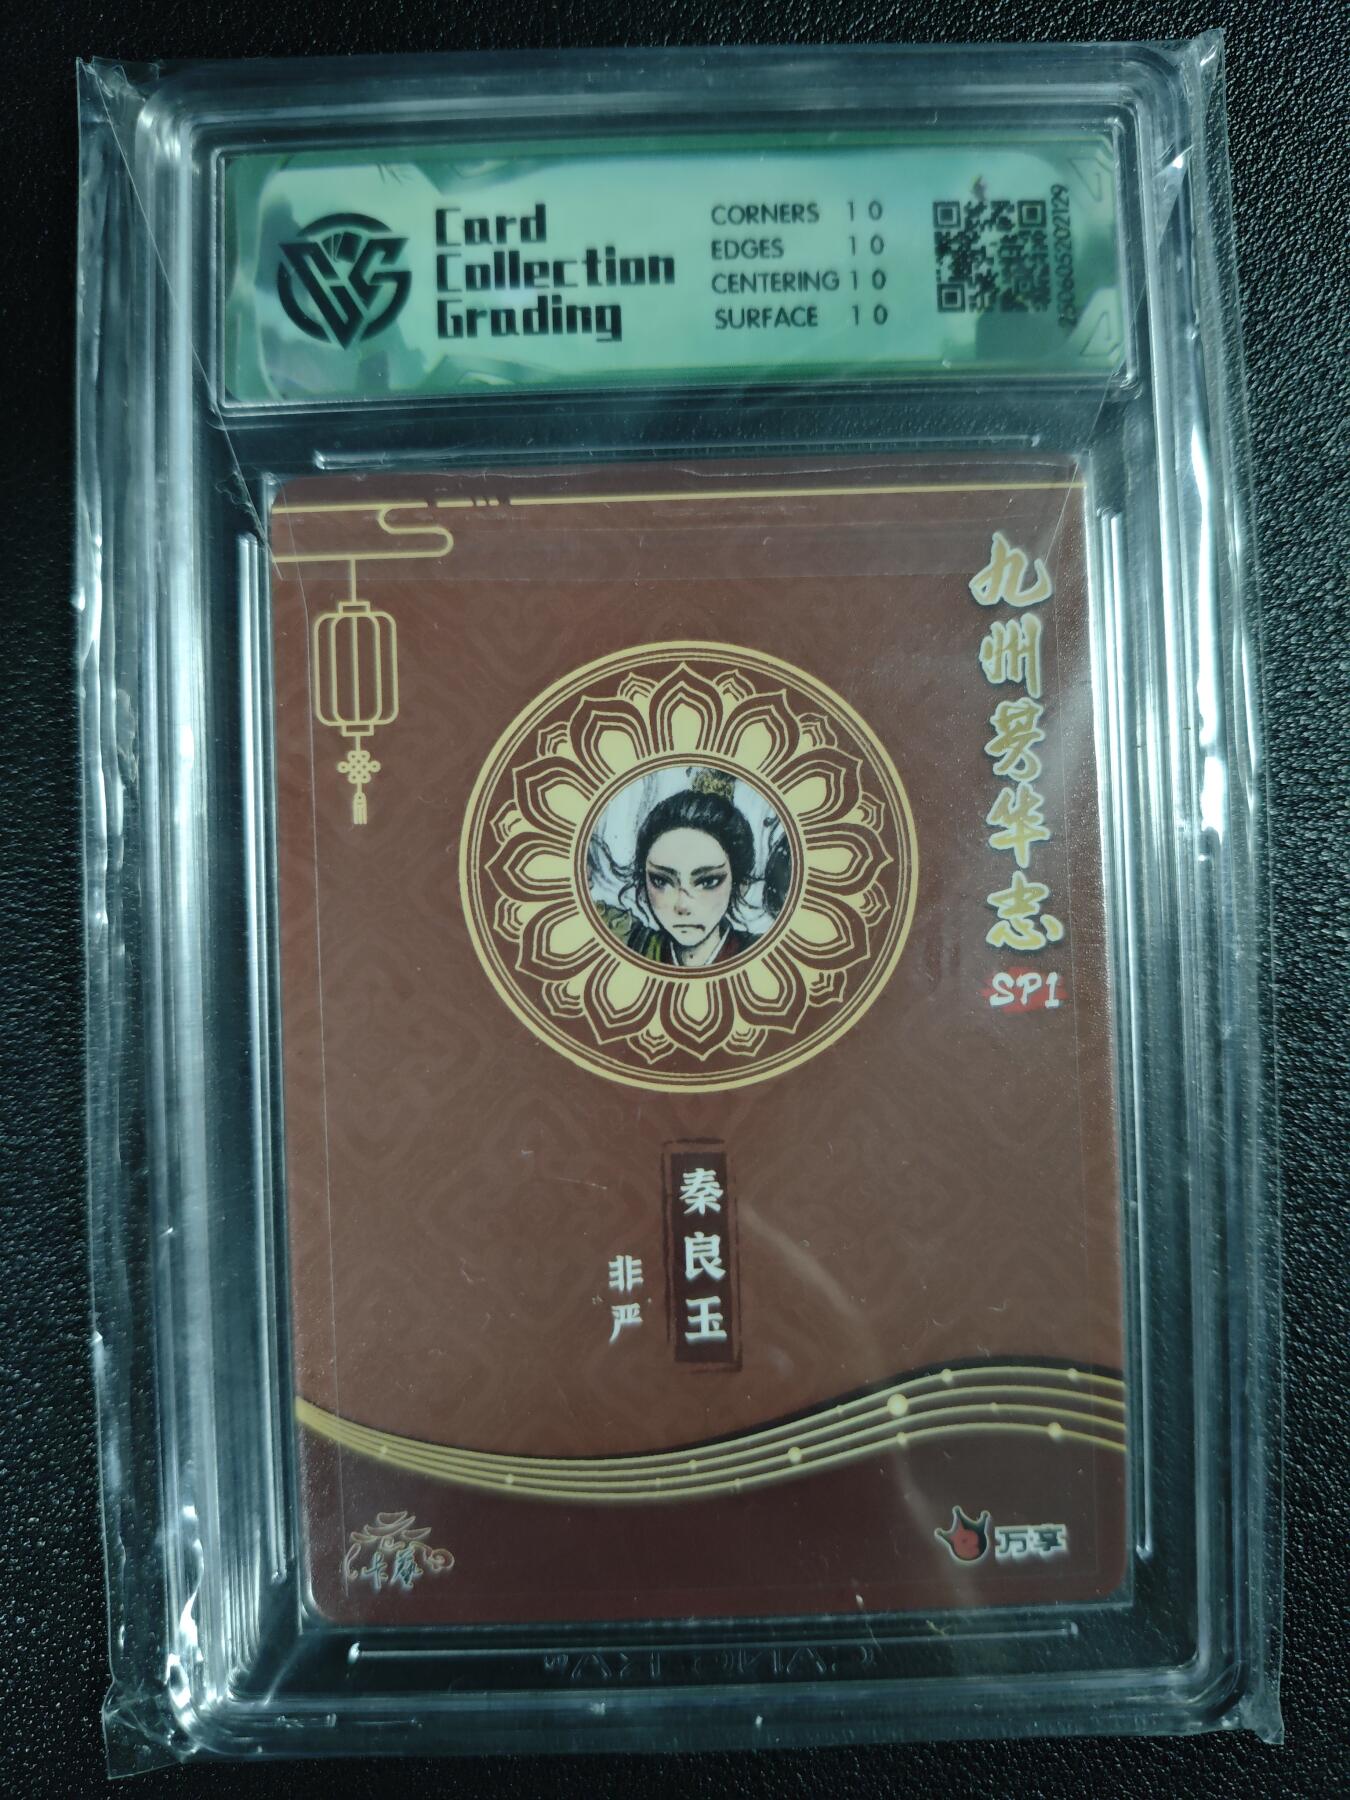 Card
Collection
Grading
CORNERS 10
EDGES 10
CENTERING 10
SURFACE 10
九州芳华志
SP1
秦良玉
非严
万享